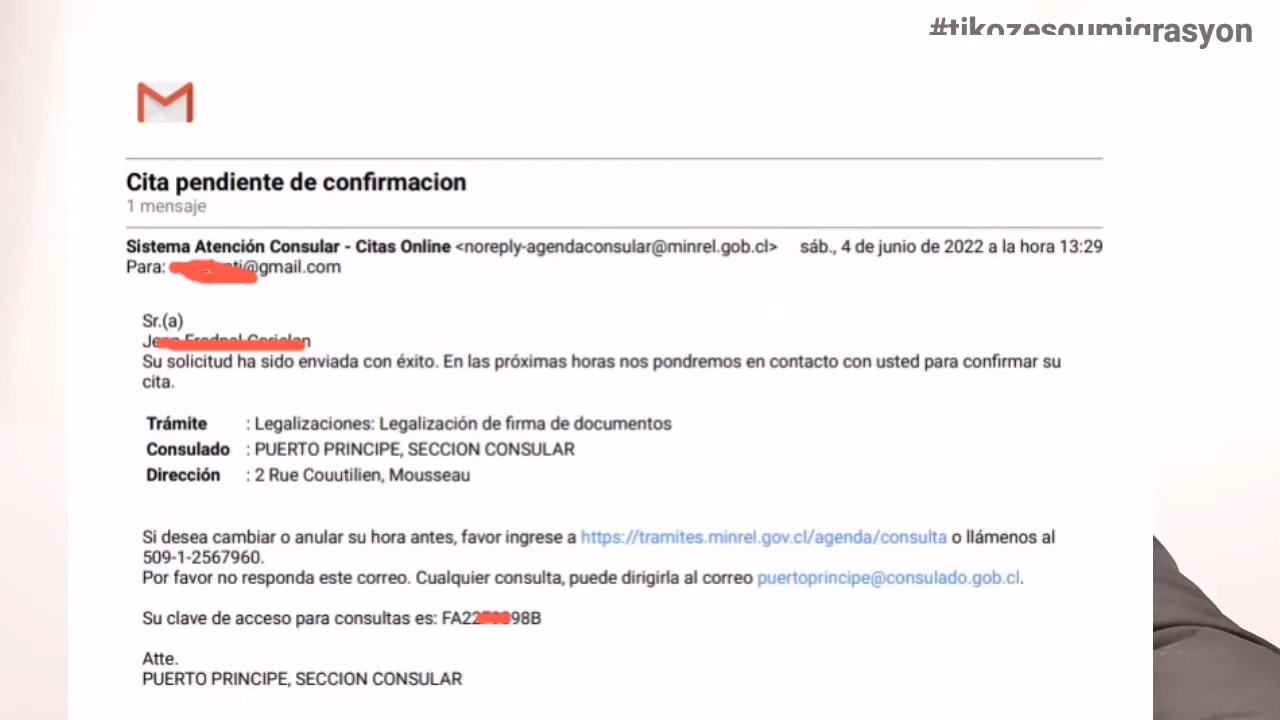 #tikozesoumigrasyon
Cita pendiente de confirmacion
1 mensaje
Sistema Atención Consular - Citas Online <noreply-agendaconsular@minrel.gob.cl> sáb., 4 de junio de 2022 a la hora 13:29
Para: @gmail.com
Sr.(a)
Su solicitud ha sido enviada con éxito. En las próximas horas nos pondremos en contacto con usted para confirmar su
cita.
Trámite : Legalizaciones: Legalización de firma de documentos
Consulado : PUERTO PRINCIPE, SECCION CONSULAR
Dirección : 2 Rue Couutilien, Mousseau
Si desea cambiar o anular su hora antes, favor ingrese a https://tramites.minrel.gov.cl/agenda/consulta o llámenos al
509-1-2567960.
Por favor no responda este correo. Cualquier consulta, puede dirigirla al correo puertoprincipe@consulado.gob.cl.
Su clave de acceso para consultas es:
Atte.
PUERTO PRINCIPE, SECCION CONSULAR